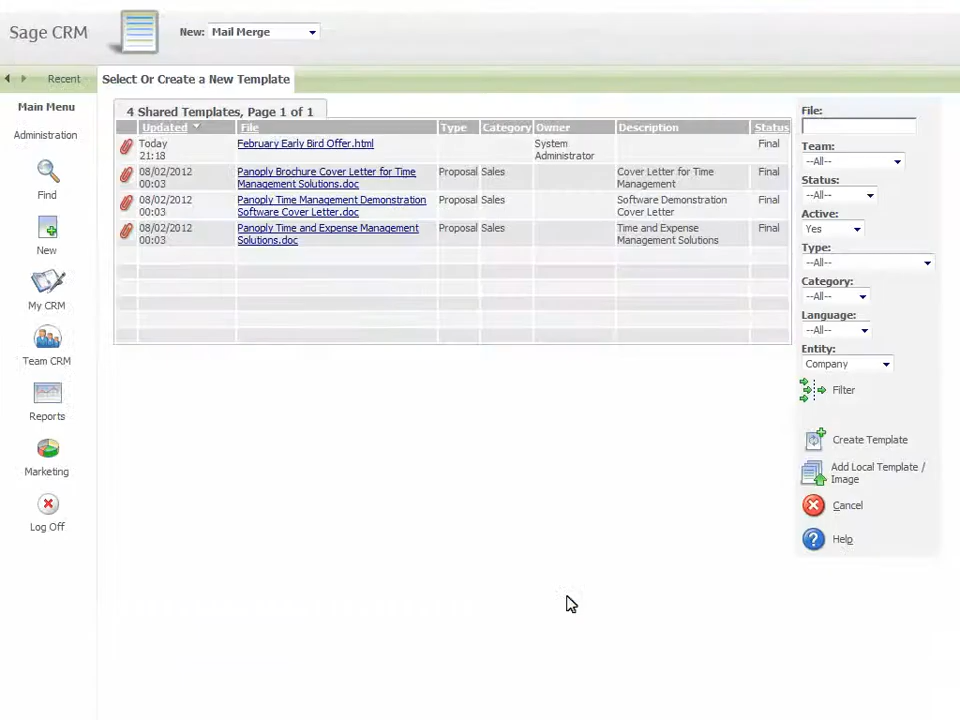 Sage CRM
New: Mail Merge
Recent
Select Or Create a New Template
Main Menu
Administration
Find
New
My CRM
Team CRM
Reports
Marketing
Log Off
4 Shared Templates, Page 1 of 1
Updated File Type Category Owner Description Status
Today 21:18 February Early Bird Offer.html System Administrator Final
08/02/2012 00:03 Panoply Brochure Cover Letter for Time Management Solutions.doc Proposal Sales Cover Letter for Time Management Final
08/02/2012 00:03 Panoply Time Management Demonstration Software Cover Letter.doc Proposal Sales Software Demonstration Cover Letter Final
08/02/2012 00:03 Panoply Time and Expense Management Solutions.doc Proposal Sales Time and Expense Management Solutions Final
File:
Team:
--All--
Status:
--All--
Active:
Yes
Type:
--All--
Category:
--All--
Language:
--All--
Entity:
Company
Filter
Create Template
Add Local Template /
Image
Cancel
Help